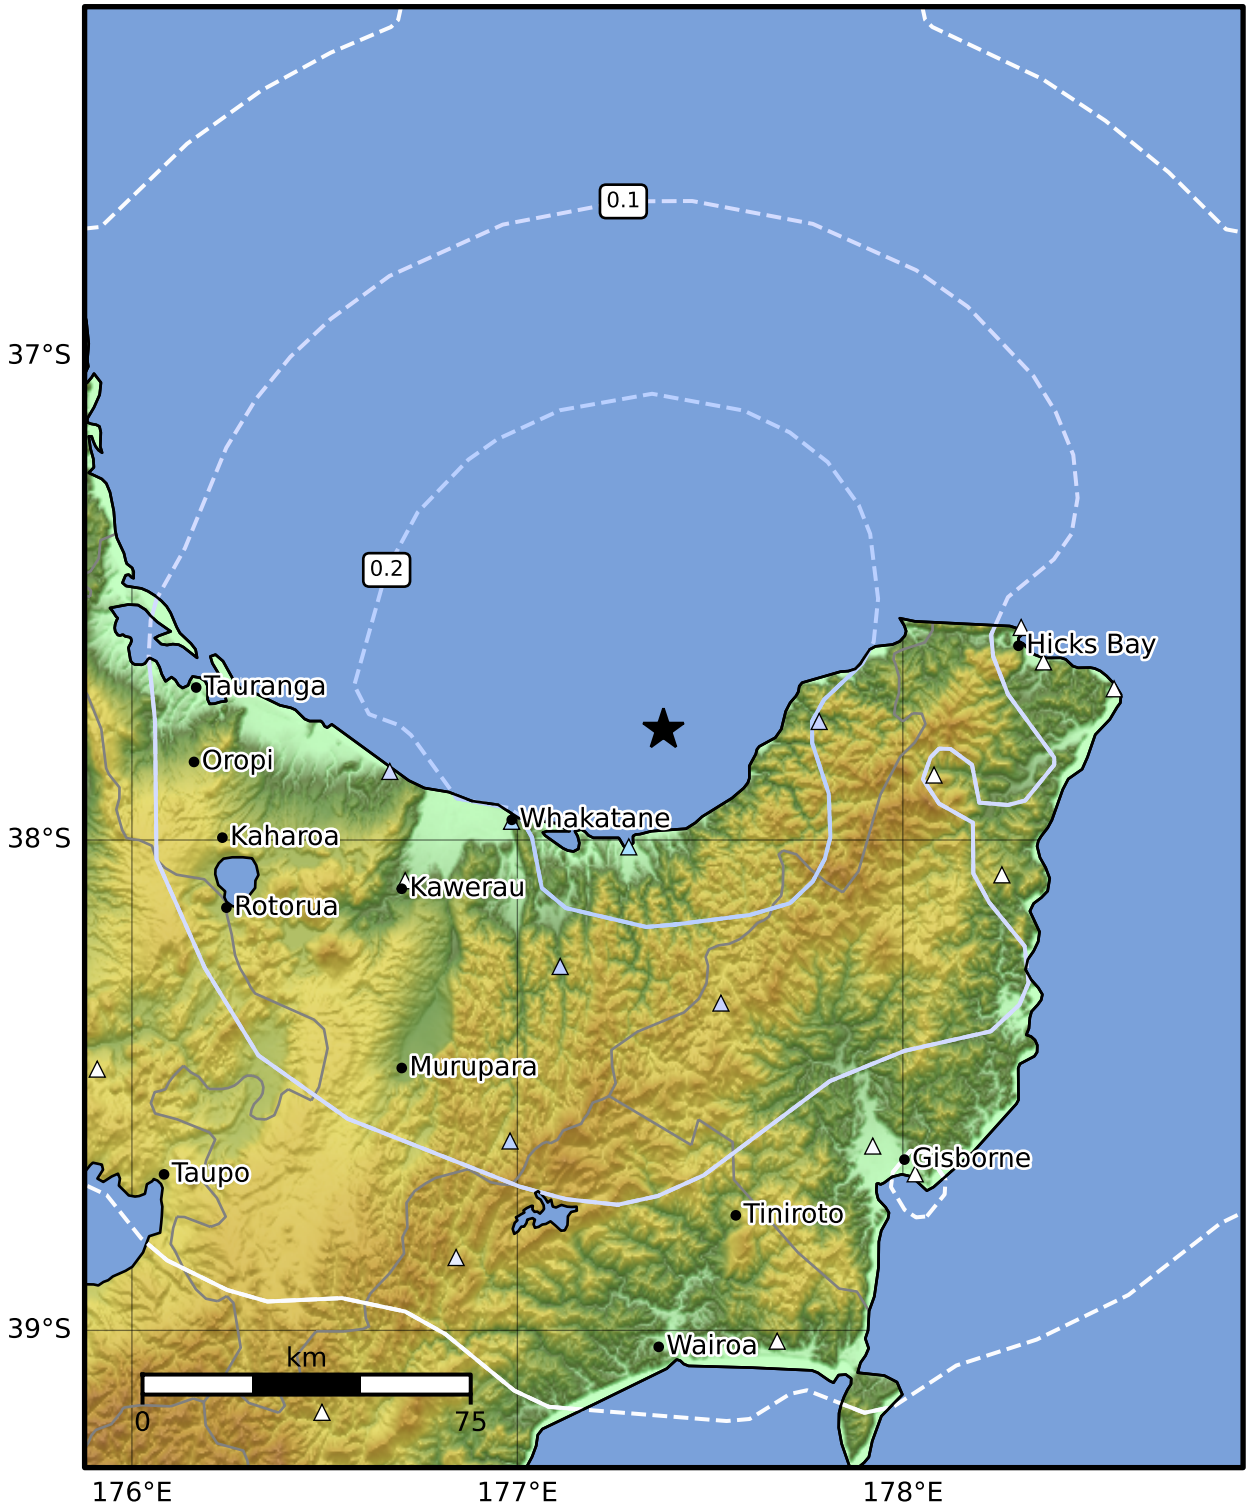 0.1
37°S
0.2
Hicks Bay
Tauranga
Oropi
Whakatane
Kaharoa
38°S
Kawerau
Rotorua
Murupara
Gisborne
Taupo
Tiniroto
39°S
Wairoa
km
0 75
176°E 177°E 178°E